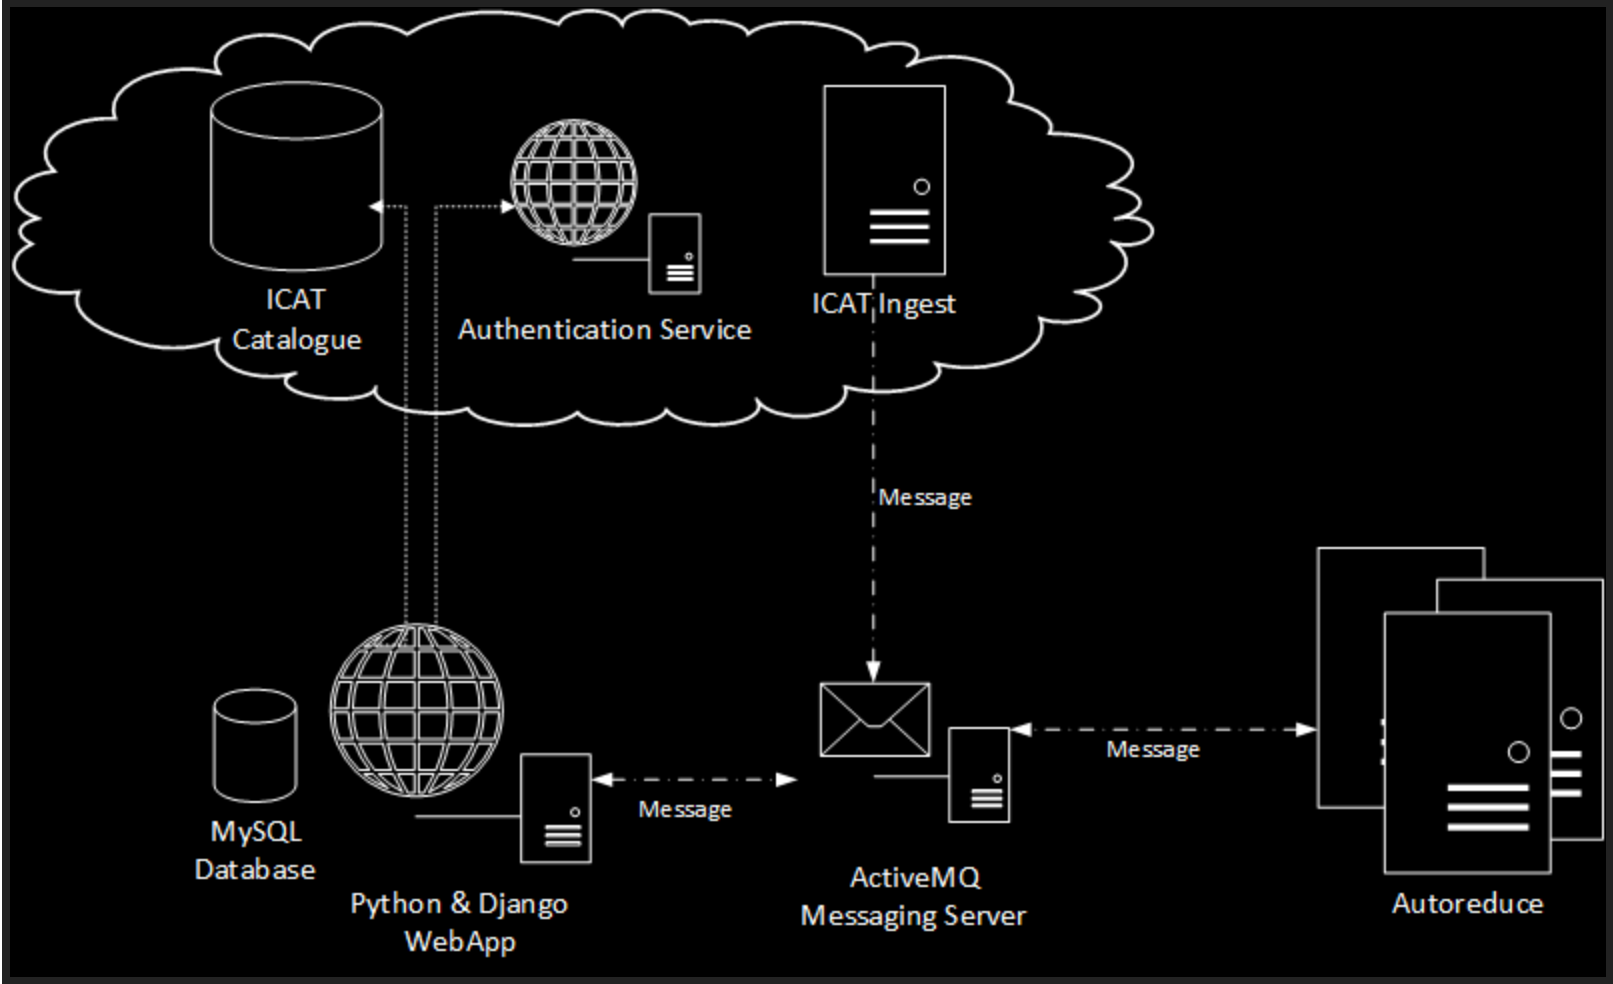 ICAT
Catalogue
Authentication Service
ICAT Ingest
Message
Message
Message
MySQL
Database
Python & Django
WebApp
ActiveMQ
Messaging Server
Autoreduce